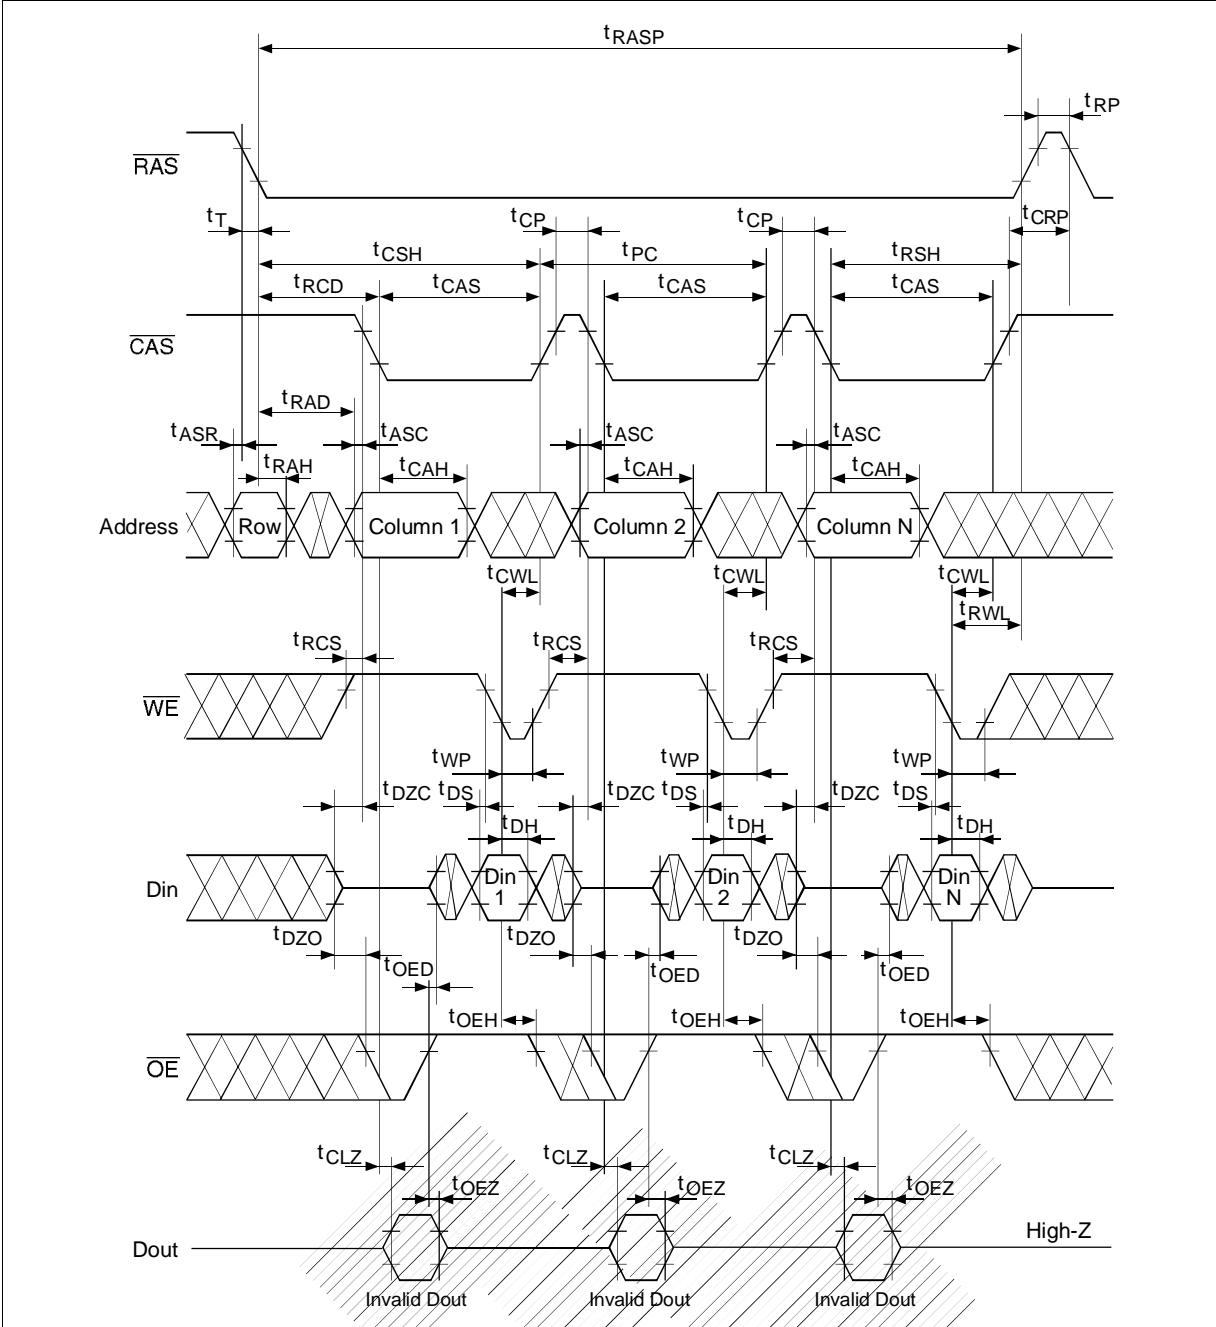 tRASP
tRP
RAS
tT tCP tCP tCRP
tCSH tPC tRSH
tRCD tCAS tCAS tCAS
CAS
tRAD
tASR tASC tASC tASC
tRAH tCAH tCAH tCAH
Address Row Column 1 Column 2 Column N
tCWL tCWL tCWL
tRWL
tRCS tRCS tRCS
WE
tWP tWP tWP
tDZC tDS tDZC tDS tDZC tDS
tDH tDH tDH
Din Din 1 Din 2 Din N
tDZO tDZO tDZO
tOED tOED tOED
tOEH tOEH tOEH
OE
tCLZ tCLZ tCLZ
tOEZ tOEZ tOEZ
Dout High-Z
Invalid Dout Invalid Dout Invalid Dout